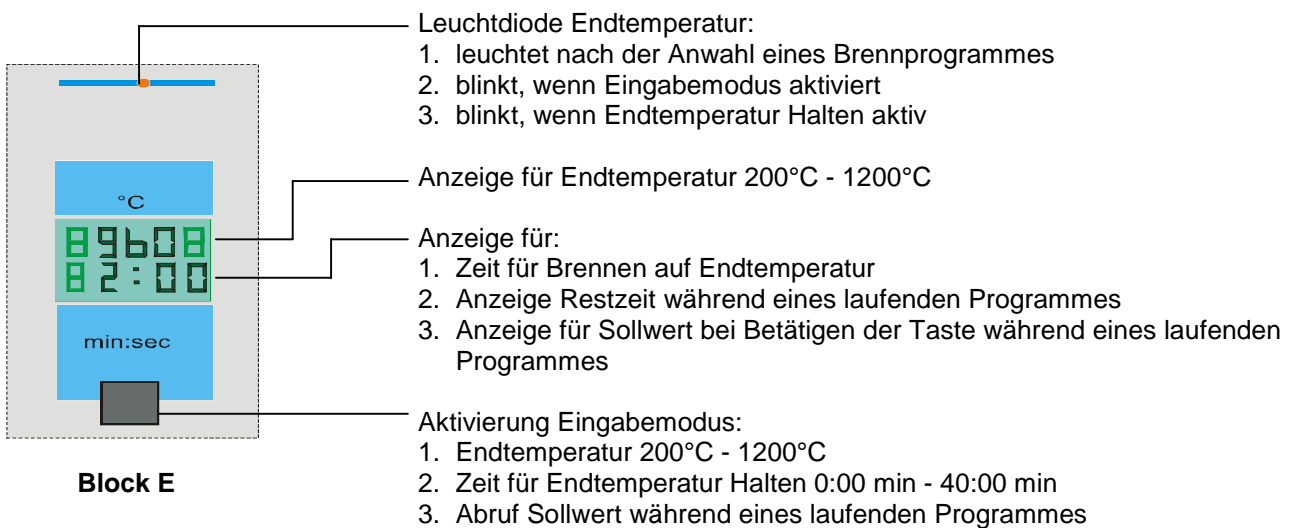 Leuchtdiode Endtemperatur:
1. leuchtet nach der Anwahl eines Brennprogrammes
2. blinkt, wenn Eingabemodus aktiviert
3. blinkt, wenn Endtemperatur Halten aktiv
°C
Anzeige für Endtemperatur 200°C - 1200°C
89608
82:00
Anzeige für:
1. Zeit für Brennen auf Endtemperatur
2. Anzeige Restzeit während eines laufenden Programmes
3. Anzeige für Sollwert bei Betätigen der Taste während eines laufenden
Programmes
min:sec
Aktivierung Eingabemodus:
1. Endtemperatur 200°C - 1200°C
2. Zeit für Endtemperatur Halten 0:00 min - 40:00 min
3. Abruf Sollwert während eines laufenden Programmes
Block E